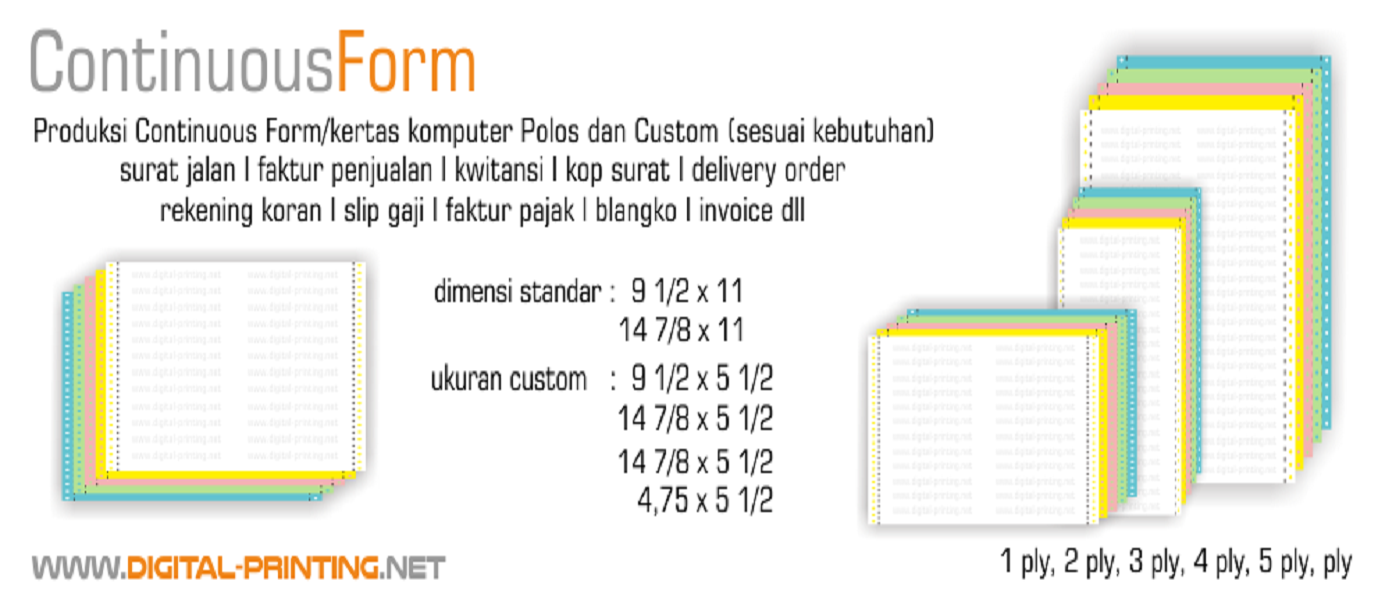 ContinuousForm
Produksi Continuous Form/kertas komputer Polos dan Custom (sesuai kebutuhan)
surat jalan I faktur penjualan I kwitansi I kop surat I delivery order
rekening koran I slip gaji I faktur pajak I blangko I invoice dll
dimensi standar : 9 1/2 x 11
14 7/8 x 11
ukuran custom : 9 1/2 x 5 1/2
14 7/8 x 5 1/2
14 7/8 x 5 1/2
4,75 x 5 1/2
WWW.DIGITAL-PRINTING.NET
1 ply, 2 ply, 3 ply, 4 ply, 5 ply, ply